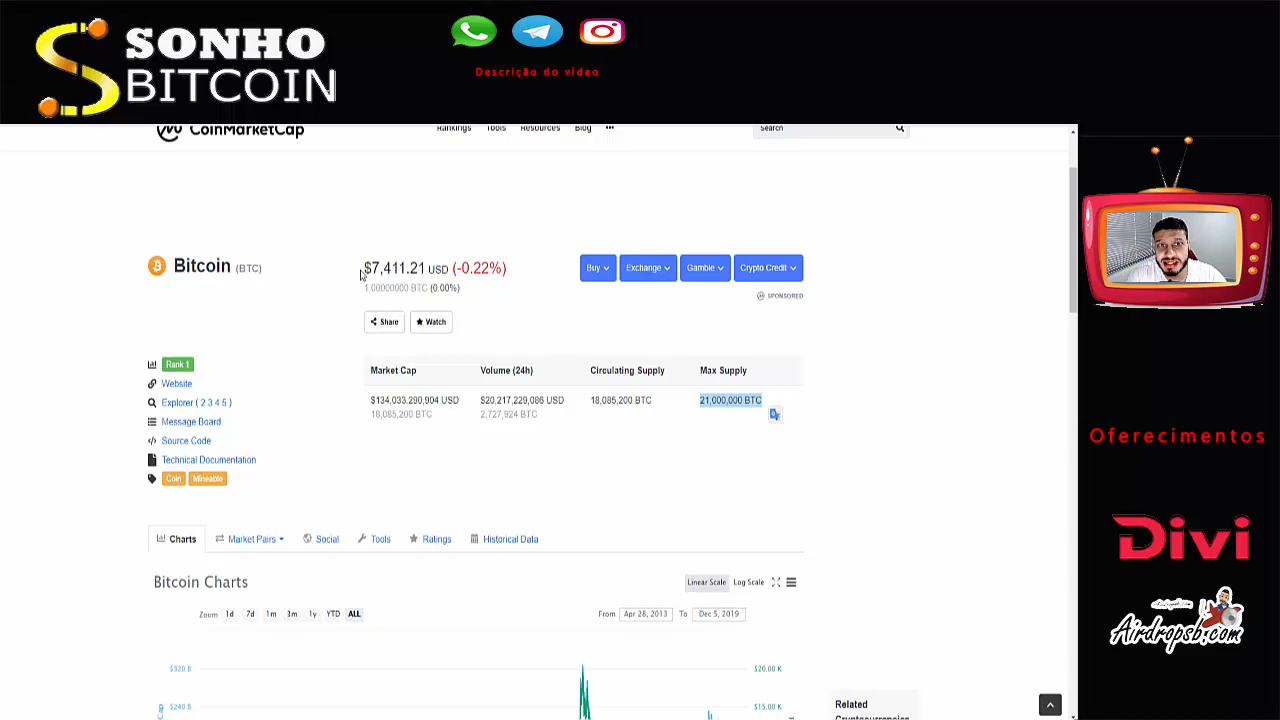 SONHO
BITCOIN
Descrição do vídeo
CoinMarketCap
Rankings Tools Resources Blog ...
Search
Bitcoin (BTC)
$7,411.21 USD (-0.22%)
1.00000000 BTC (0.00%)
Buy Exchange Gamble Crypto Credit
SPONSORED
Share Watch
Rank 1
Website
Explorer ( 2 3 4 5 )
Message Board
Source Code
Technical Documentation
Coin Mineable
Market Cap Volume (24h) Circulating Supply Max Supply
$134,033,290,904 USD $20,217,229,086 USD 18,085,200 BTC 21,000,000 BTC
18,085,200 BTC 2,727,924 BTC
Charts Market Pairs Social Tools Ratings Historical Data
Bitcoin Charts
Linear Scale Log Scale
Zoom 1d 7d 1m 3m 1y YTD ALL
From Apr 28, 2013 To Dec 5, 2019
$320 B $20.00 K
$240 B $15.00 K
Cap
Related
Cryptocurrencies
Oferecimentos
Divi
Airdropsb.com